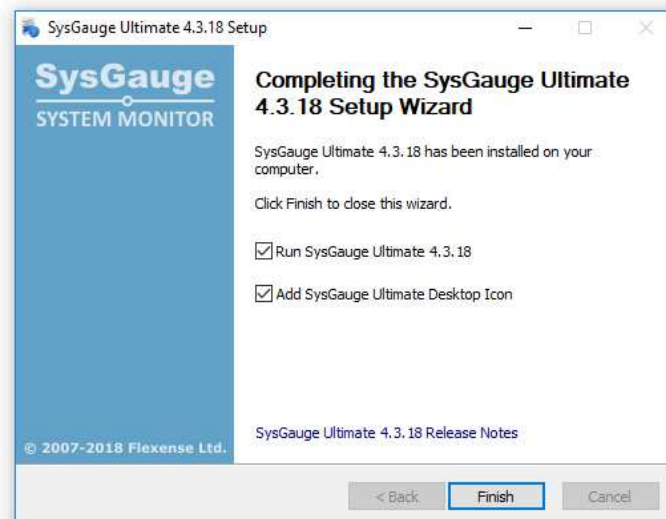 SysGauge Ultimate 4.3.18 Setup
SysGauge
SYSTEM MONITOR
Completing the SysGauge Ultimate
4.3.18 Setup Wizard
SysGauge Ultimate 4.3.18 has been installed on your
computer.
Click Finish to close this wizard.
Run SysGauge Ultimate 4.3.18
Add SysGauge Ultimate Desktop Icon
SysGauge Ultimate 4.3.18 Release Notes
© 2007-2018 Flexense Ltd.
< Back Finish Cancel